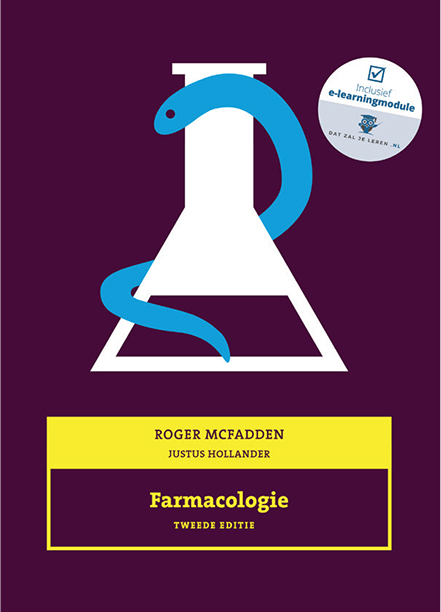 Inclusief
e-learningmodule
DAT ZAL JE LEREN .NL
ROGER MCFADDEN
JUSTUS HOLLANDER
Farmacologie
TWEEDE EDITIE